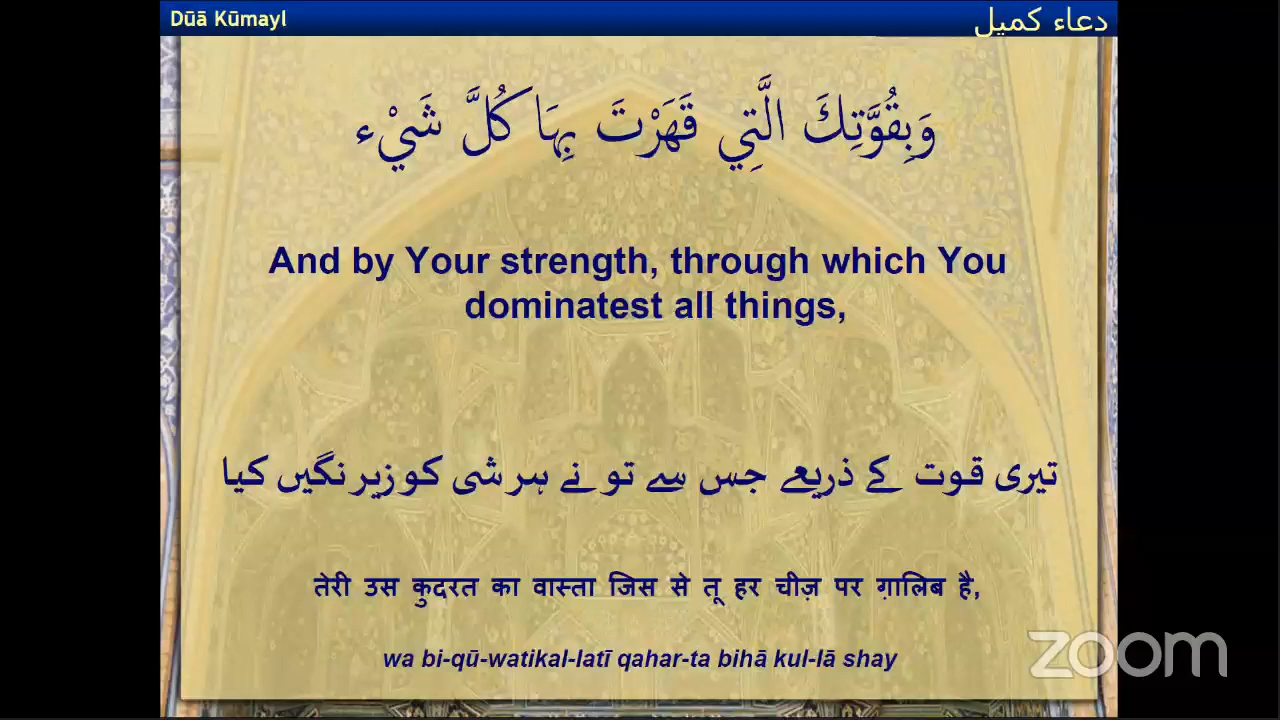 Dūā Kūmayl
دعاء كميل
وَبِقُوَّتِكَ الَّتِي قَهَرْتَ بِهَا كُلَّ شَيْء
And by Your strength, through which You
dominatest all things,
تیری قوت کے ذریعے جس سے تو نے ہر شی کو زیر نگیں کیا
तेरी उस कुदरत का वास्ता जिस से तू हर चीज़ पर ग़ालिब है,
wa bi-qū-watikal-latī qahar-ta bihā kul-lā shay
zoom